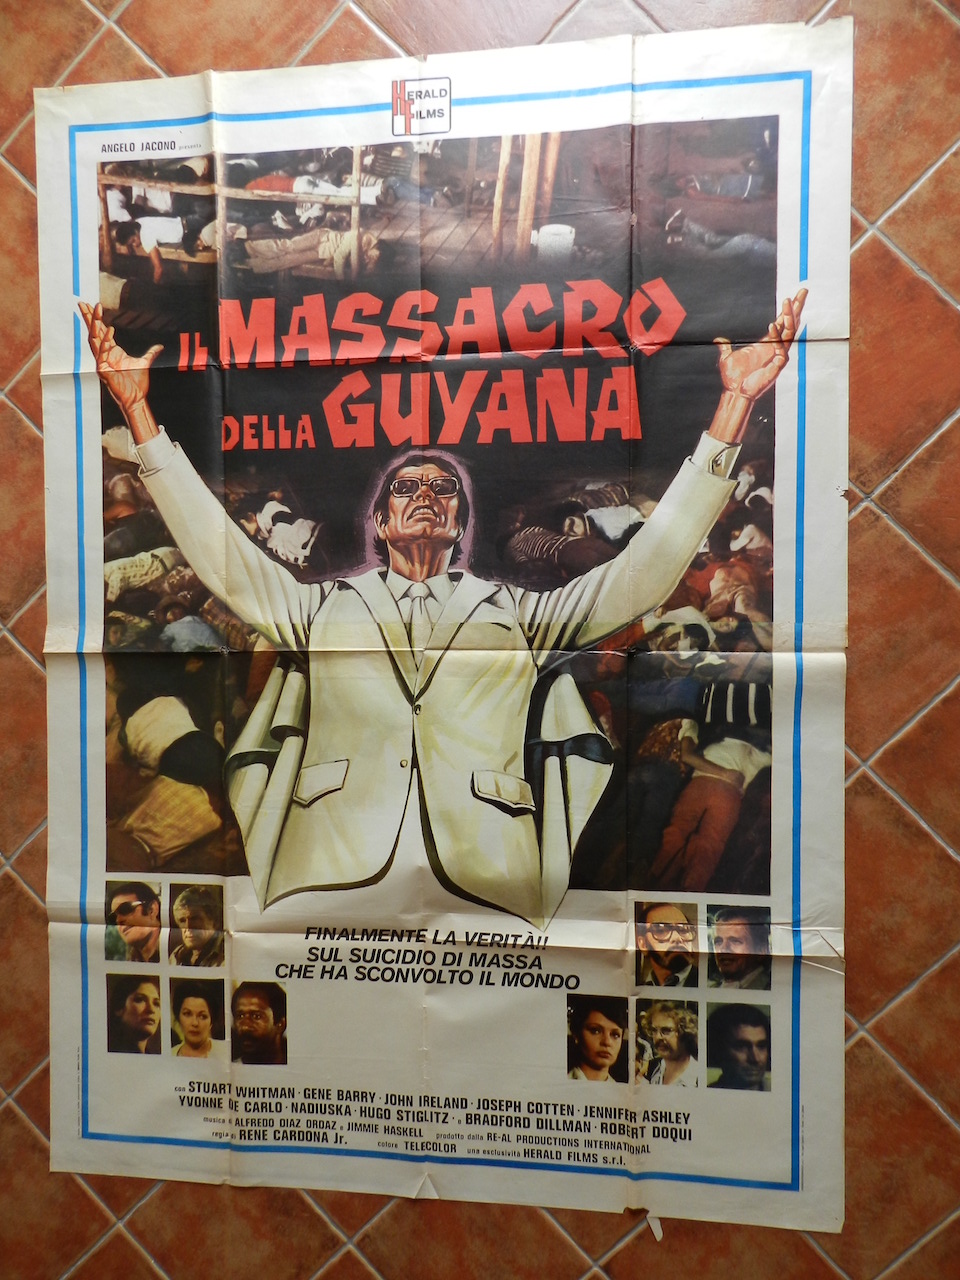 HERALD
FILMS
ANGELO JACONO presenta
IL MASSACRO
DELLA GUYANA
FINALMENTE LA VERITÀ!!
SUL SUICIDIO DI MASSA
CHE HA SCONVOLTO IL MONDO
con STUART WHITMAN · GENE BARRY · JOHN IRELAND · JOSEPH COTTEN · JENNIFER ASHLEY
YVONNE DE CARLO · NADIUSKA · HUGO STIGLITZ · e BRADFORD DILLMAN · ROBERT DOQUI
musica di ALFREDO DIAZ ORDAZ e JIMMIE HASKELL prodotto dalla RE-AL PRODUCTIONS INTERNATIONAL
regia di RENE CARDONA Jr. colore TELECOLOR una esclusività HERALD FILMS s.r.l.